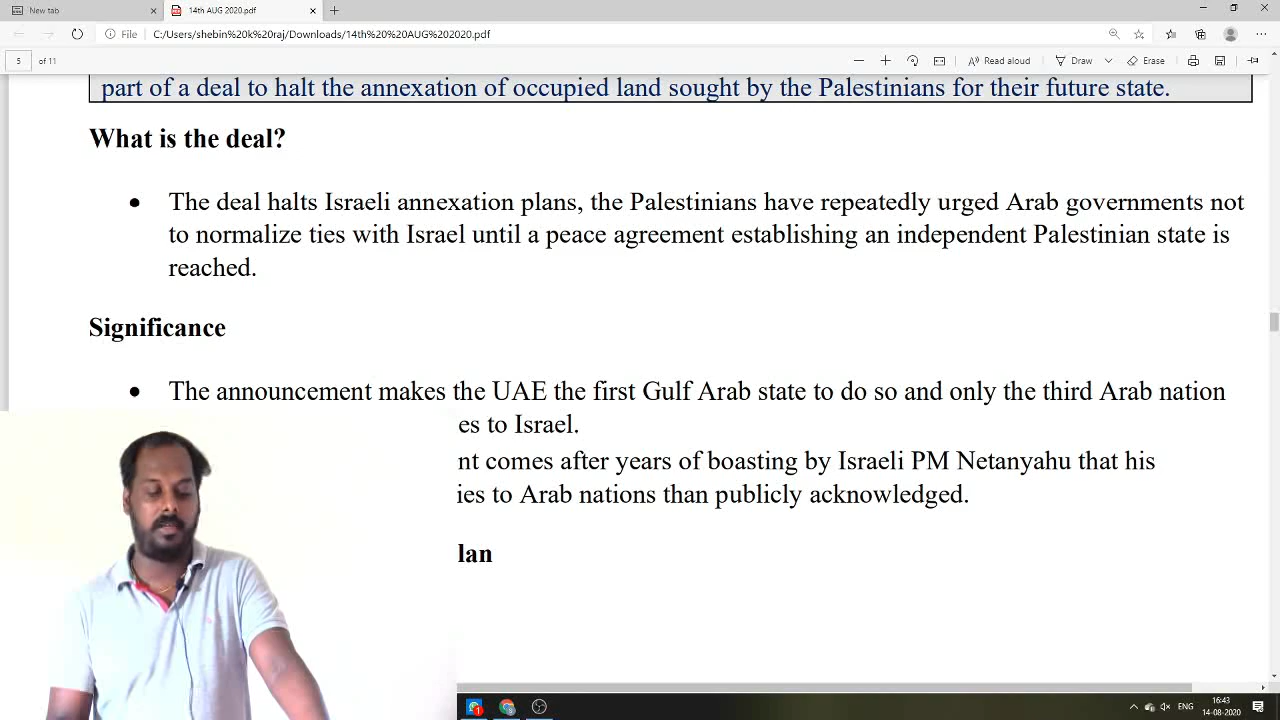 New tab
14th AUG 2020.pdf
File
C:/Users/shebin%20k%20raj/Downloads/14th%20%20AUG%202020.pdf
5
of 11
Read aloud
Draw
Erase
part of a deal to halt the annexation of occupied land sought by the Palestinians for their future state.
What is the deal?
• The deal halts Israeli annexation plans, the Palestinians have repeatedly urged Arab governments not
to normalize ties with Israel until a peace agreement establishing an independent Palestinian state is
reached.
Significance
• The announcement makes the UAE the first Gulf Arab state to do so and only the third Arab nation
es to Israel.
nt comes after years of boasting by Israeli PM Netanyahu that his
ies to Arab nations than publicly acknowledged.
lan
ENG
16:43
14-08-2020